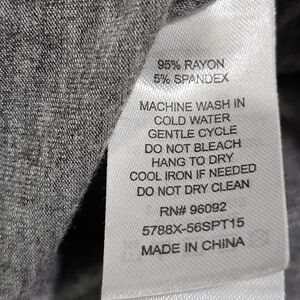 95% RAYON
5% SPANDEX
MACHINE WASH IN
COLD WATER
GENTLE CYCLE
DO NOT BLEACH
HANG TO DRY
COOL IRON IF NEEDED
DO NOT DRY CLEAN
RN# 96092
5788X-56SPT15
MADE IN CHINA